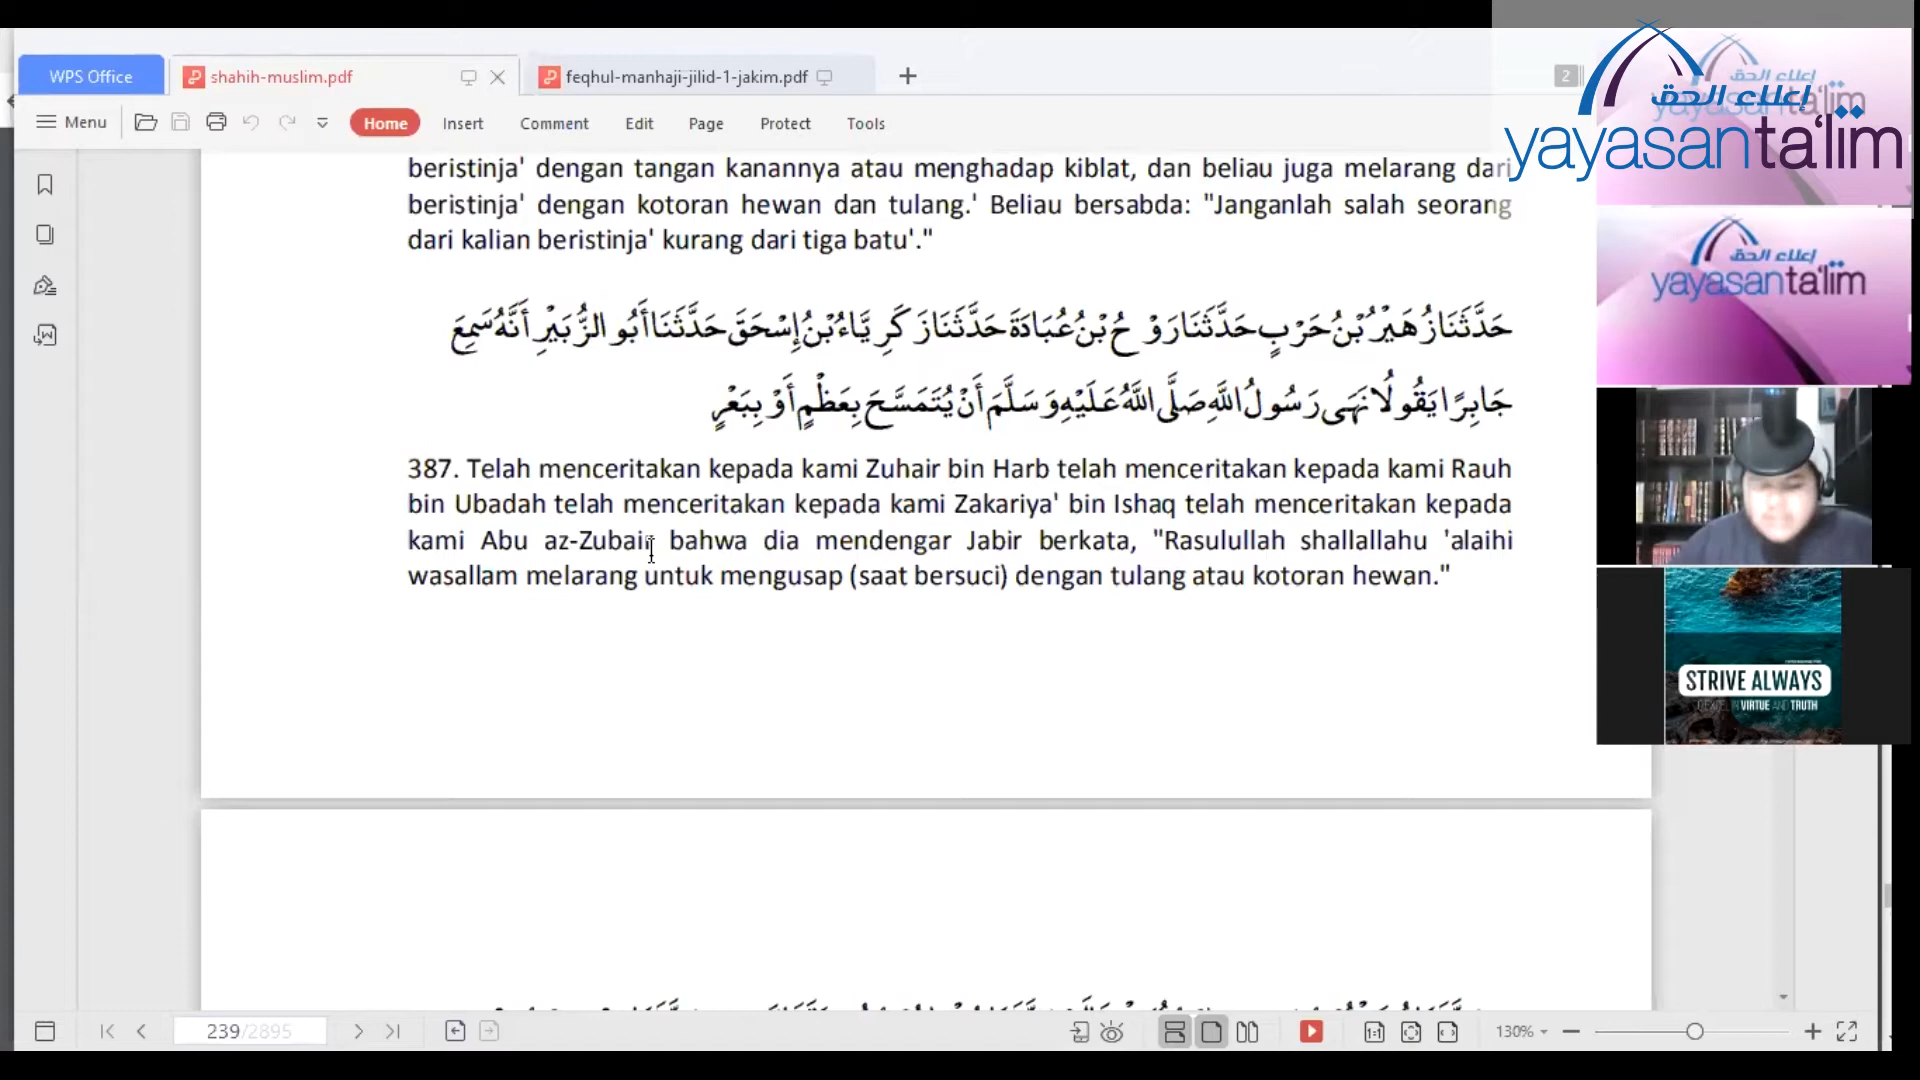 WPS Office
shahih-muslim.pdf
feqhul-manhaji-jilid-1-jakim.pdf
2
Menu
Home
Insert
Comment
Edit
Page
Protect
Tools
إعلاء الحق
yayasanta'lim
beristinja' dengan tangan kanannya atau menghadap kiblat, dan beliau juga melarang dari
beristinja' dengan kotoran hewan dan tulang.' Beliau bersabda: "Janganlah salah seorang
dari kalian beristinja' kurang dari tiga batu'."
إعلاء الحق
yayasanta'lim
حَدَّثَنَا زُهَيْرُ بْنُ حَرْبٍ حَدَّثَنَا رَوْحُ بْنُ عُبَادَةَ حَدَّثَنَا زَكَرِيَّاءُ بْنُ إِسْحَقَ حَدَّثَنَا أَبُو الزُّبَيْرِ أَنَّهُ سَمِعَ
جَابِرًا يَقُولُا نَهَى رَسُولُ اللَّهِ صَلَّى اللَّهُ عَلَيْهِ وَسَلَّمَ أَنْ يُتَمَسَّحَ بِعَظْمٍ أَوْ بِبَعْرٍ
387. Telah menceritakan kepada kami Zuhair bin Harb telah menceritakan kepada kami Rauh
bin Ubadah telah menceritakan kepada kami Zakariya' bin Ishaq telah menceritakan kepada
kami Abu az-Zubair bahwa dia mendengar Jabir berkata, "Rasulullah shallallahu 'alaihi
wasallam melarang untuk mengusap (saat bersuci) dengan tulang atau kotoran hewan."
STRIVE ALWAYS
VIRTUE AND TRUTH
239/2895
130%